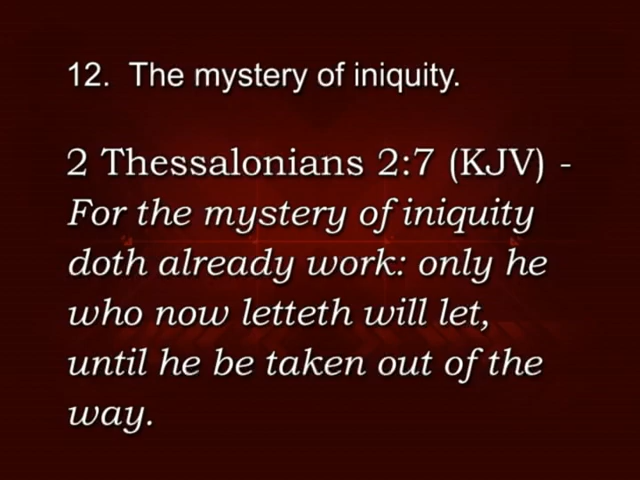 12. The mystery of iniquity.
2 Thessalonians 2:7 (KJV) -
For the mystery of iniquity
doth already work: only he
who now letteth will let,
until he be taken out of the
way.